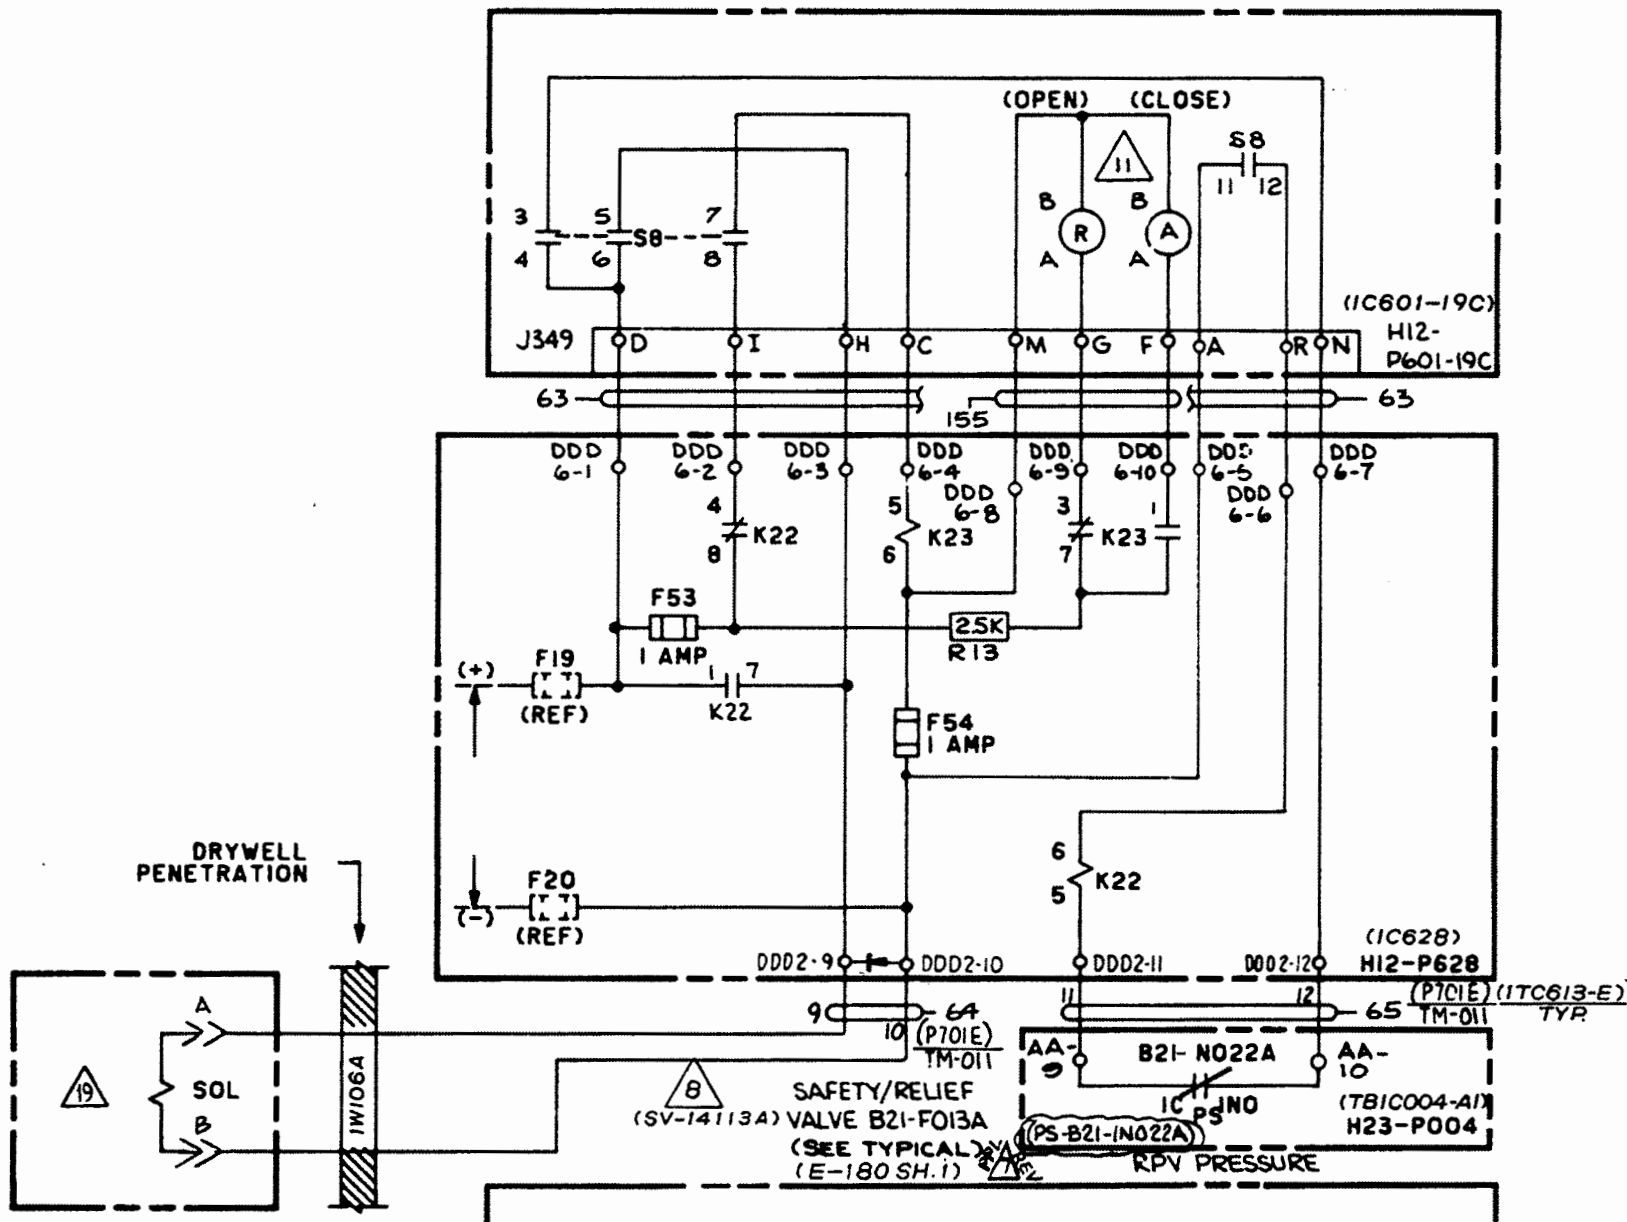 (OPEN) (CLOSE)
11
S8
11 12
B B
R A
A A
3 5 7
S8
4 6 8
(1C601-19C)
H12-
P601-19C
J349 D I H C M G F A R N
63 155 63
DDD 6-1
DDD 6-2
DDD 6-3
DDD 6-4
DDD 6-8
DDD 6-9
DDD 6-10
DDD 6-5
DDD 6-6
DDD 6-7
4 K22 8
5 K23 6
3 K23 7
1
F53
1 AMP
25K
R13
(+) F19
(REF)
1 7
K22
F54
1 AMP
DRYWELL
PENETRATION
F20
(-)
(REF)
6
K22
5
(1C628)
H12-P628
DDD2-9 DDD2-10 DDD2-11 DDD2-12
9 64
10 (P701E)
TM-011
11 12 65
(P701E) (1TC613-E)
TM-011 TYP.
A
SOL
B
19
1W106A
8
SAFETY/RELIEF
(SV-14113A) VALVE B21-F013A
(SEE TYPICAL)
(E-180 SH.1)
AA-
9
B21-N022A
AA-
10
1C PS 1NO
(TB1C004-A1)
H23-P004
(PS-B21-1N022A)
RPV PRESSURE